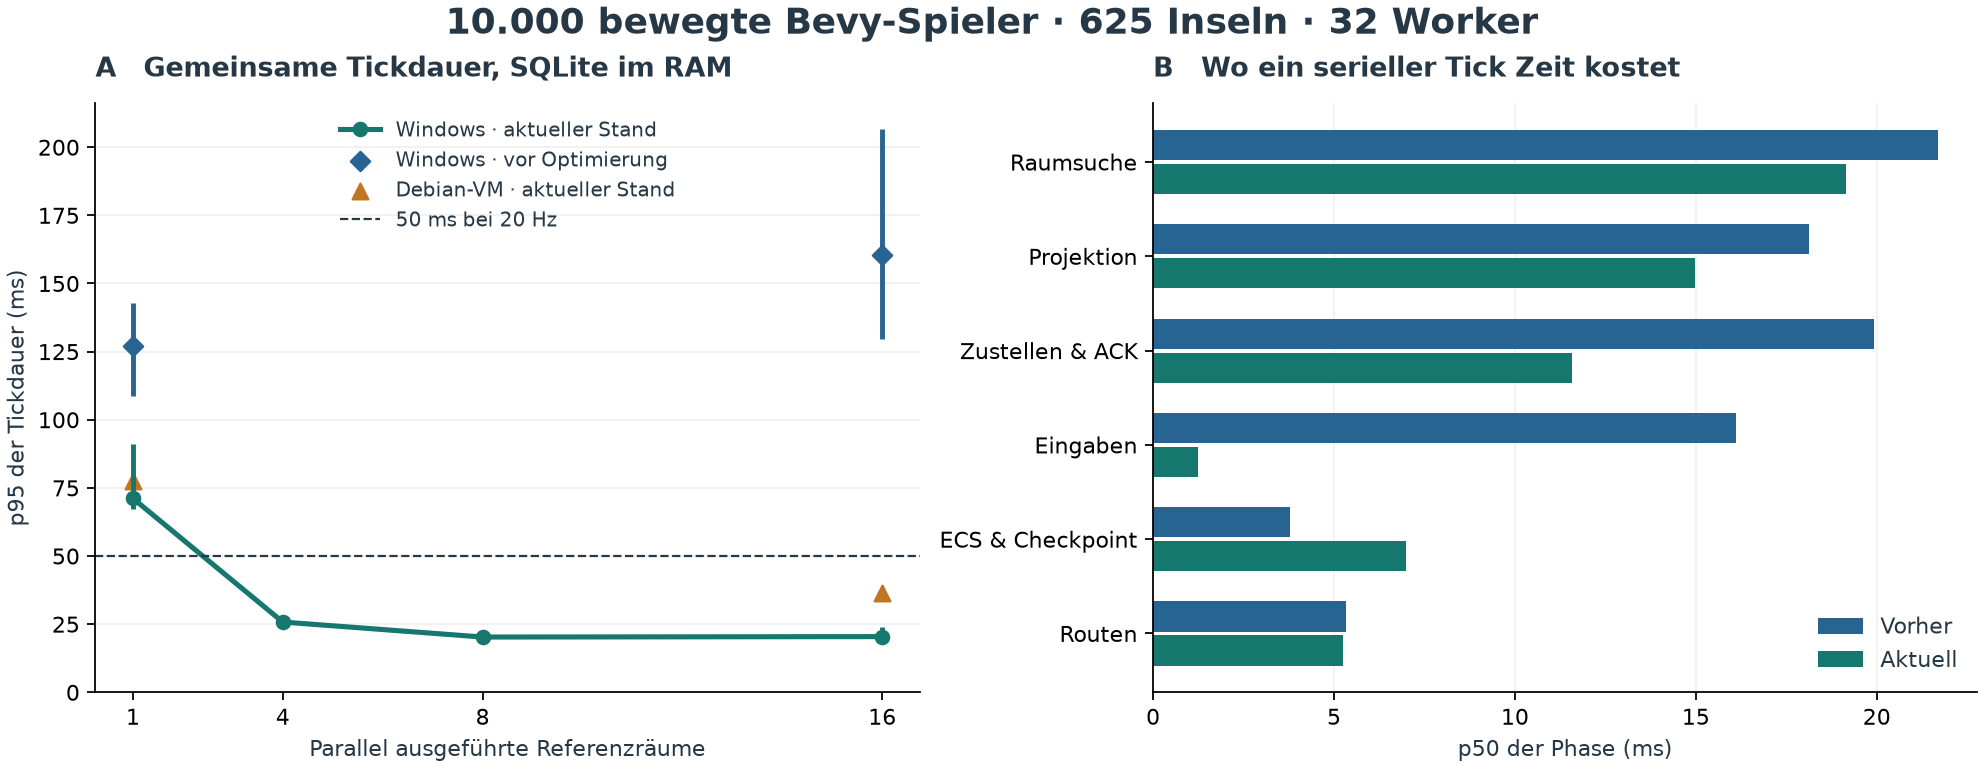 10.000 bewegte Bevy-Spieler · 625 Inseln · 32 Worker
A Gemeinsame Tickdauer, SQLite im RAM
p95 der Tickdauer (ms)
200
175
150
125
100
75
50
25
0
Windows · aktueller Stand
Windows · vor Optimierung
Debian-VM · aktueller Stand
50 ms bei 20 Hz
1 4 8 16
Parallel ausgeführte Referenzräume
B Wo ein serieller Tick Zeit kostet
Raumsuche
Projektion
Zustellen & ACK
Eingaben
ECS & Checkpoint
Routen
Vorher
Aktuell
0 5 10 15 20
p50 der Phase (ms)